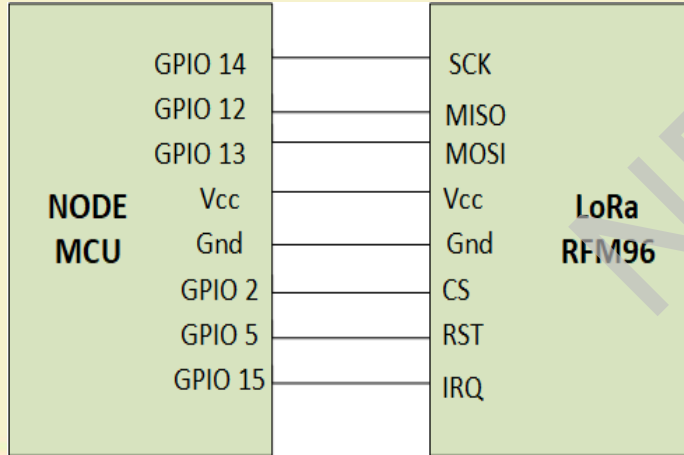 GPIO 14 SCK
GPIO 12 MISO
GPIO 13 MOSI
Vcc Vcc
NODE MCU
LoRa RFM96
Gnd Gnd
GPIO 2 CS
GPIO 5 RST
GPIO 15 IRQ